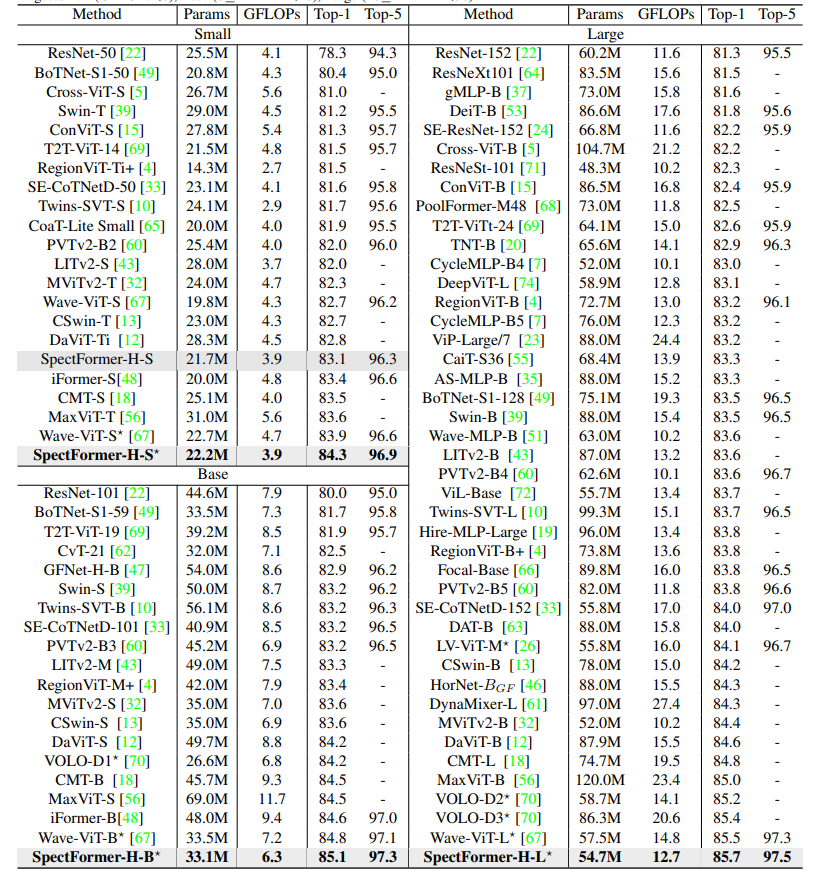 Method Params GFLOPs Top-1 Top-5
Small
ResNet-50 [22] 25.5M 4.1 78.3 94.3
BoTNet-S1-50 [49] 20.8M 4.3 80.4 95.0
Cross-ViT-S [5] 26.7M 5.6 81.0 -
Swin-T [39] 29.0M 4.5 81.2 95.5
ConViT-S [15] 27.8M 5.4 81.3 95.7
T2T-ViT-14 [69] 21.5M 4.8 81.5 95.7
RegionViT-Ti+ [4] 14.3M 2.7 81.5 -
SE-CoTNetD-50 [33] 23.1M 4.1 81.6 95.8
Twins-SVT-S [10] 24.1M 2.9 81.7 95.6
CoaT-Lite Small [65] 20.0M 4.0 81.9 95.5
PVTv2-B2 [60] 25.4M 4.0 82.0 96.0
LITv2-S [43] 28.0M 3.7 82.0 -
MViTv2-T [32] 24.0M 4.7 82.3 -
Wave-ViT-S [67] 19.8M 4.3 82.7 96.2
CSwin-T [13] 23.0M 4.3 82.7 -
DaViT-Ti [12] 28.3M 4.5 82.8 -
SpectFormer-H-S 21.7M 3.9 83.1 96.3
iFormer-S[48] 20.0M 4.8 83.4 96.6
CMT-S [18] 25.1M 4.0 83.5 -
MaxViT-T [56] 31.0M 5.6 83.6 -
Wave-ViT-S⋆ [67] 22.7M 4.7 83.9 96.6
SpectFormer-H-S⋆ 22.2M 3.9 84.3 96.9
Base
ResNet-101 [22] 44.6M 7.9 80.0 95.0
BoTNet-S1-59 [49] 33.5M 7.3 81.7 95.8
T2T-ViT-19 [69] 39.2M 8.5 81.9 95.7
CvT-21 [62] 32.0M 7.1 82.5 -
GFNet-H-B [47] 54.0M 8.6 82.9 96.2
Swin-S [39] 50.0M 8.7 83.2 96.2
Twins-SVT-B [10] 56.1M 8.6 83.2 96.3
SE-CoTNetD-101 [33] 40.9M 8.5 83.2 96.5
PVTv2-B3 [60] 45.2M 6.9 83.2 96.5
LITv2-M [43] 49.0M 7.5 83.3 -
RegionViT-M+ [4] 42.0M 7.9 83.4 -
MViTv2-S [32] 35.0M 7.0 83.6 -
CSwin-S [13] 35.0M 6.9 83.6 -
DaViT-S [12] 49.7M 8.8 84.2 -
VOLO-D1⋆ [70] 26.6M 6.8 84.2 -
CMT-B [18] 45.7M 9.3 84.5 -
MaxViT-S [56] 69.0M 11.7 84.5 -
iFormer-B[48] 48.0M 9.4 84.6 97.0
Wave-ViT-B⋆ [67] 33.5M 7.2 84.8 97.1
SpectFormer-H-B⋆ 33.1M 6.3 85.1 97.3
Method Params GFLOPs Top-1 Top-5
Large
ResNet-152 [22] 60.2M 11.6 81.3 95.5
ResNeXt101 [64] 83.5M 15.6 81.5 -
gMLP-B [37] 73.0M 15.8 81.6 -
DeiT-B [53] 86.6M 17.6 81.8 95.6
SE-ResNet-152 [24] 66.8M 11.6 82.2 95.9
Cross-ViT-B [5] 104.7M 21.2 82.2 -
ResNeSt-101 [71] 48.3M 10.2 82.3 -
ConViT-B [15] 86.5M 16.8 82.4 95.9
PoolFormer-M48 [68] 73.0M 11.8 82.5 -
T2T-ViTt-24 [69] 64.1M 15.0 82.6 95.9
TNT-B [20] 65.6M 14.1 82.9 96.3
CycleMLP-B4 [7] 52.0M 10.1 83.0 -
DeepViT-L [74] 58.9M 12.8 83.1 -
RegionViT-B [4] 72.7M 13.0 83.2 96.1
CycleMLP-B5 [7] 76.0M 12.3 83.2 -
ViP-Large/7 [23] 88.0M 24.4 83.2 -
CaiT-S36 [55] 68.4M 13.9 83.3 -
AS-MLP-B [35] 88.0M 15.2 83.3 -
BoTNet-S1-128 [49] 75.1M 19.3 83.5 96.5
Swin-B [39] 88.0M 15.4 83.5 96.5
Wave-MLP-B [51] 63.0M 10.2 83.6 -
LITv2-B [43] 87.0M 13.2 83.6 -
PVTv2-B4 [60] 62.6M 10.1 83.6 96.7
ViL-Base [72] 55.7M 13.4 83.7 -
Twins-SVT-L [10] 99.3M 15.1 83.7 96.5
Hire-MLP-Large [19] 96.0M 13.4 83.8 -
RegionViT-B+ [4] 73.8M 13.6 83.8 -
Focal-Base [66] 89.8M 16.0 83.8 96.5
PVTv2-B5 [60] 82.0M 11.8 83.8 96.6
SE-CoTNetD-152 [33] 55.8M 17.0 84.0 97.0
DAT-B [63] 88.0M 15.8 84.0 -
LV-ViT-M⋆ [26] 55.8M 16.0 84.1 96.7
CSwin-B [13] 78.0M 15.0 84.2 -
HorNet-B_GF [46] 88.0M 15.5 84.3 -
DynaMixer-L [61] 97.0M 27.4 84.3 -
MViTv2-B [32] 52.0M 10.2 84.4 -
DaViT-B [12] 87.9M 15.5 84.6 -
CMT-L [18] 74.7M 19.5 84.8 -
MaxViT-B [56] 120.0M 23.4 85.0 -
VOLO-D2⋆ [70] 58.7M 14.1 85.2 -
VOLO-D3⋆ [70] 86.3M 20.6 85.4 -
Wave-ViT-L⋆ [67] 57.5M 14.8 85.5 97.3
SpectFormer-H-L⋆ 54.7M 12.7 85.7 97.5